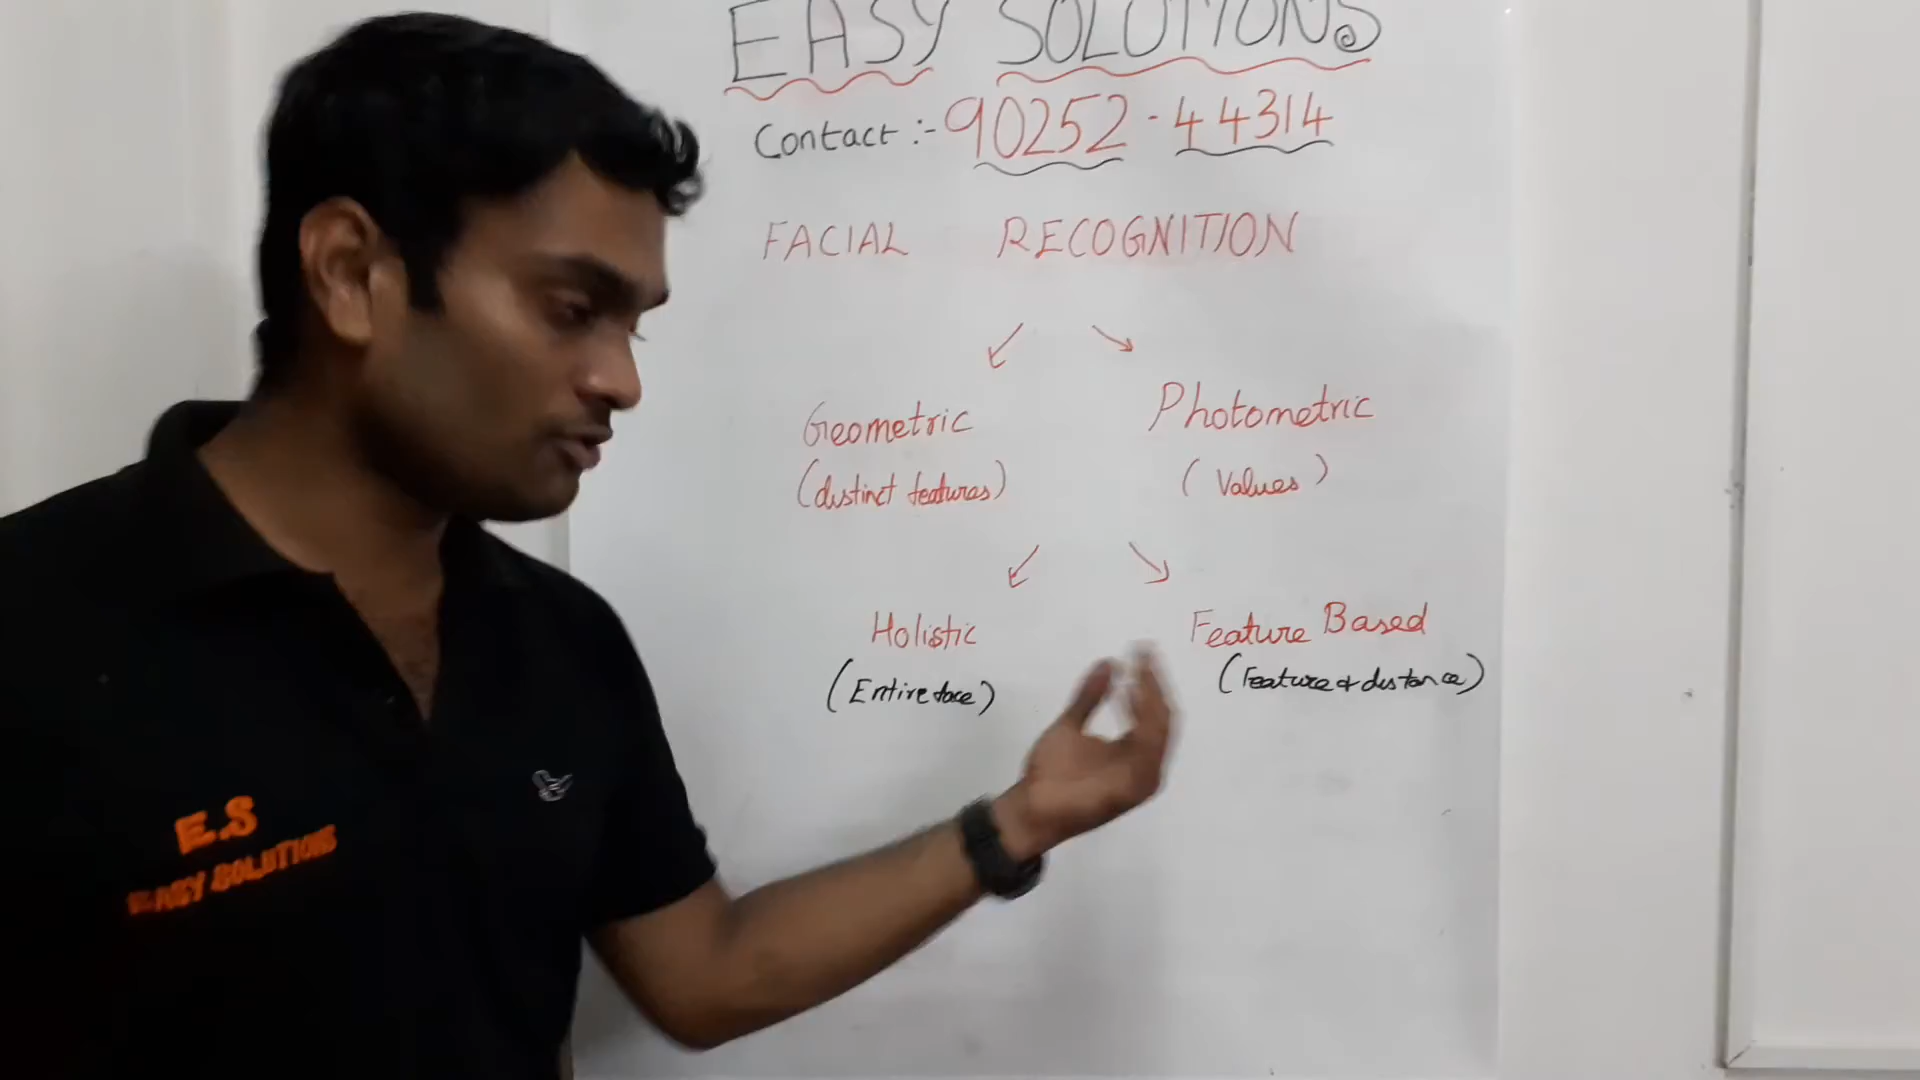 EASY SOLUTIONS
Contact :- 90252-44314
FACIAL RECOGNITION
Geometric
Photometric
(distinct features)
(Values)
Holistic
Feature Based
(Entire face)
(Feature & distance)
E.S
EASY SOLUTIONS